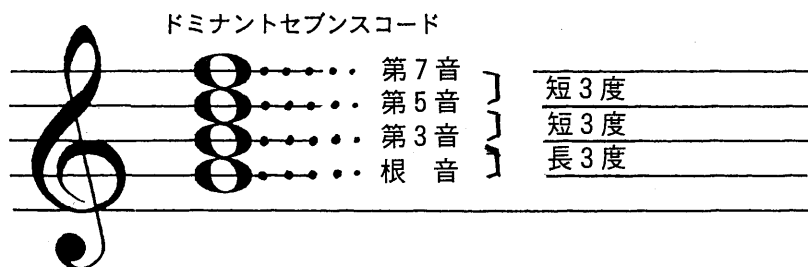 ドミナントセブンスコード
第7音
第5音 短3度
第3音 短3度
根 音 長3度